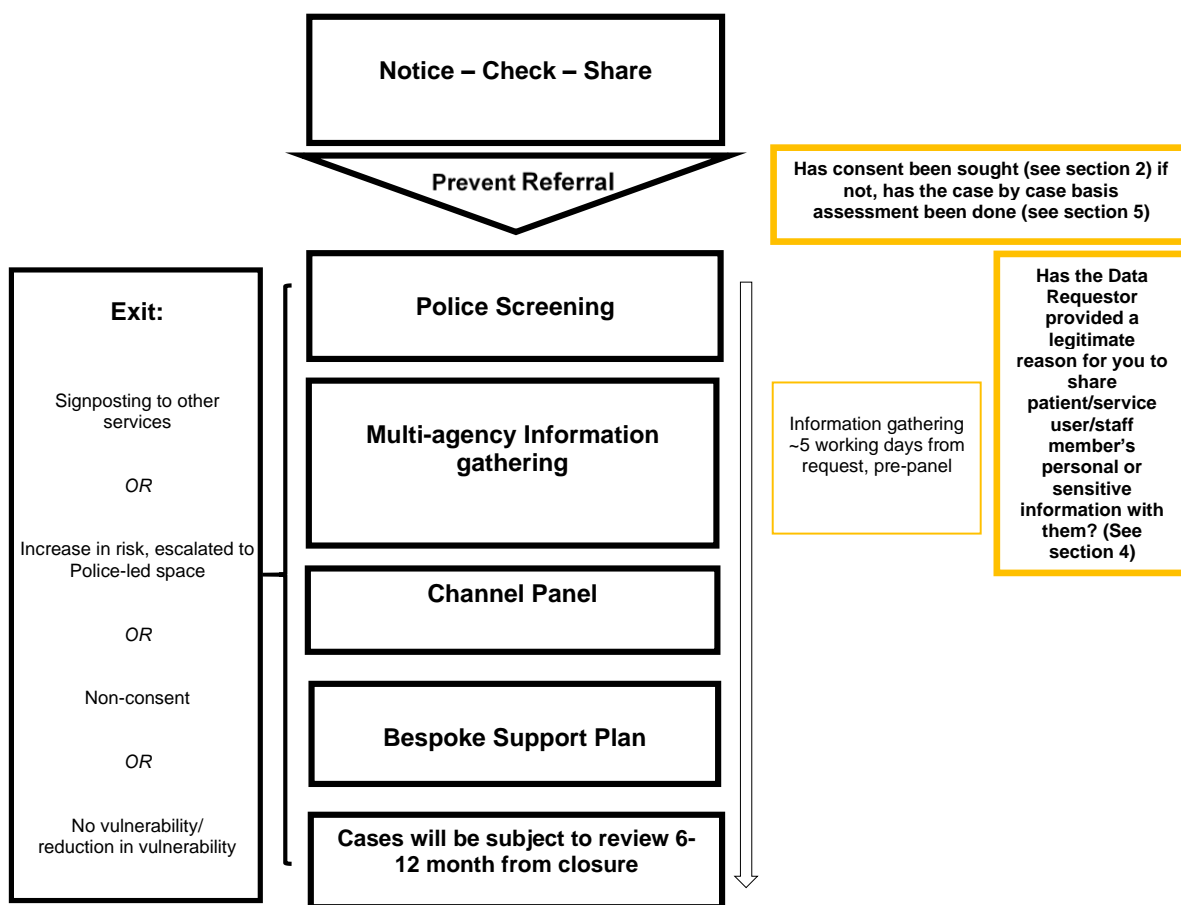 Notice – Check – Share
Prevent Referral
Has consent been sought (see section 2) if
not, has the case by case basis
assessment been done (see section 5)
Exit:
Signposting to other
services
OR
Increase in risk, escalated to
Police-led space
OR
Non-consent
OR
No vulnerability/
reduction in vulnerability
Police Screening
Multi-agency Information
gathering
Channel Panel
Bespoke Support Plan
Cases will be subject to review 6-
12 month from closure
Information gathering
~5 working days from
request, pre-panel
Has the Data
Requestor
provided a
legitimate
reason for you to
share
patient/service
user/staff
member’s
personal or
sensitive
information with
them? (See
section 4)